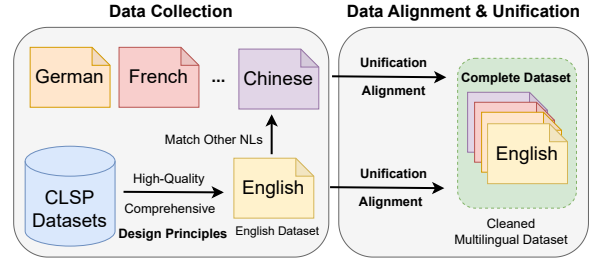 Data Collection
Data Alignment & Unification
German
French
...
Chinese
Unification
Alignment
Complete Dataset
English
Match Other NLs
CLSP
Datasets
High-Quality
Comprehensive
Design Principles
English
English Dataset
Unification
Alignment
Cleaned
Multilingual Dataset